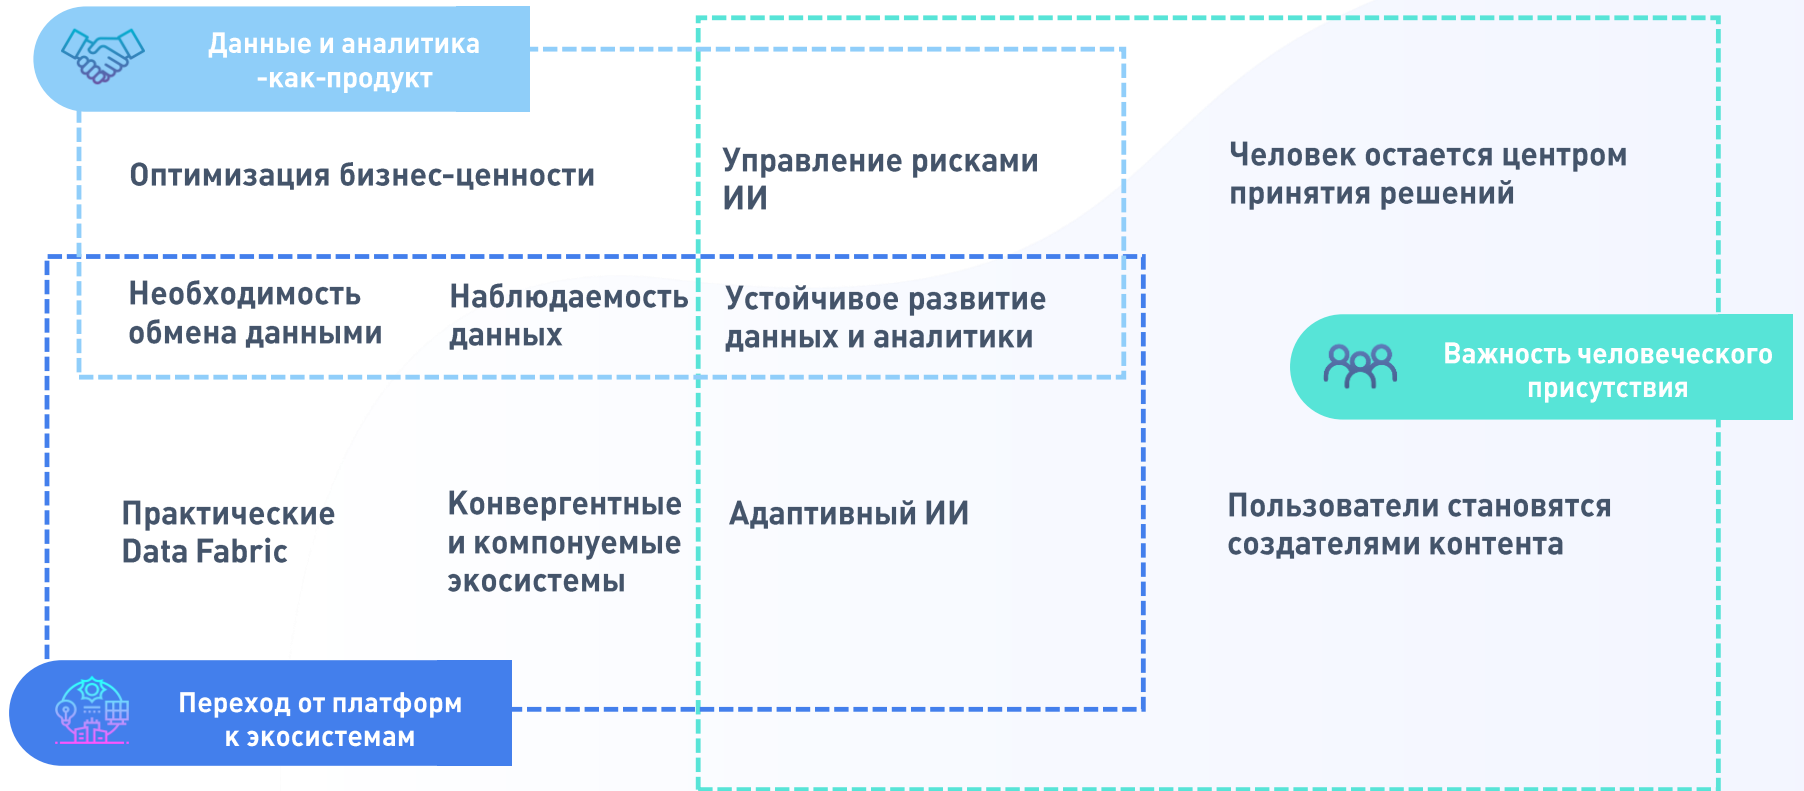 Данные и аналитика
-как-продукт
Оптимизация бизнес-ценности
Управление рисками
ИИ
Человек остается центром
принятия решений
Необходимость
обмена данными
Наблюдаемость
данных
Устойчивое развитие
данных и аналитики
Важность человеческого
присутствия
Практические
Data Fabric
Конвергентные
и компонуемые
экосистемы
Адаптивный ИИ
Пользователи становятся
создателями контента
Переход от платформ
к экосистемам